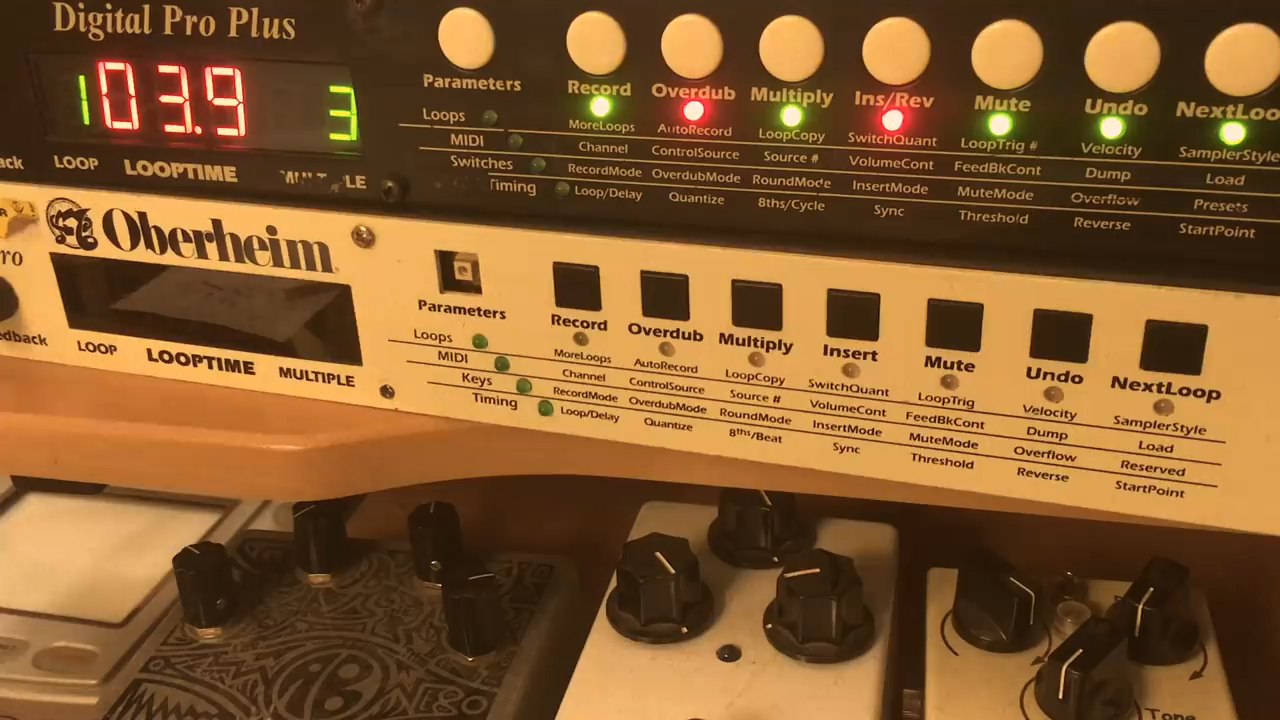 Digital Pro Plus
1 03.9 3
LOOP LOOPTIME
Parameters Record Overdub Multiply Ins/Rev Mute Undo NextLoo
Loops MoreLoops AutoRecord LoopCopy SwitchQuant LoopTrig # Velocity SamplerStyle
MIDI Channel ControlSource Source # VolumeCont FeedBkCont Dump Load
Switches RecordMode OverdubMode RoundMode InsertMode MuteMode Overflow Presets
Timing Loop/Delay Quantize 8ths/Cycle Sync Threshold Reverse StartPoint
Oberheim
ro
edback
LOOP LOOPTIME MULTIPLE
Parameters Record Overdub Multiply Insert Mute Undo NextLoop
Loops MoreLoops AutoRecord LoopCopy SwitchQuant LoopTrig Velocity SamplerStyle
MIDI Channel ControlSource Source # VolumeCont FeedBkCont Dump Load
Keys RecordMode OverdubMode RoundMode InsertMode MuteMode Overflow Reserved
Timing Loop/Delay Quantize 8ths/Beat Sync Threshold Reverse StartPoint
Tone